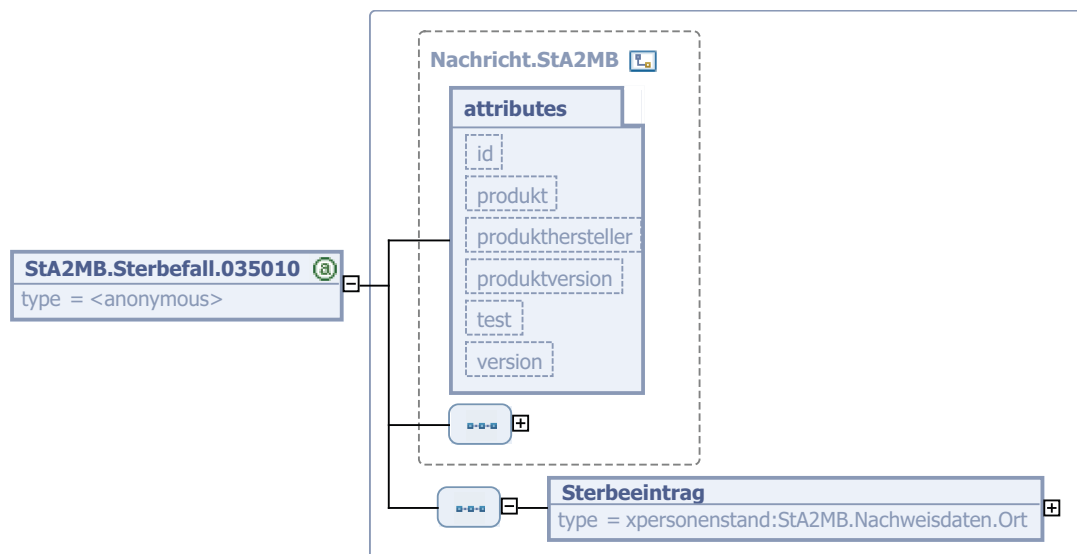 Nachricht.StA2MB
attributes
id
produkt
produkthersteller
produktversion
test
version
StA2MB.Sterbefall.035010 @
type = <anonymous>
Sterbeeintrag
type = xpersonenstand:StA2MB.Nachweisdaten.Ort